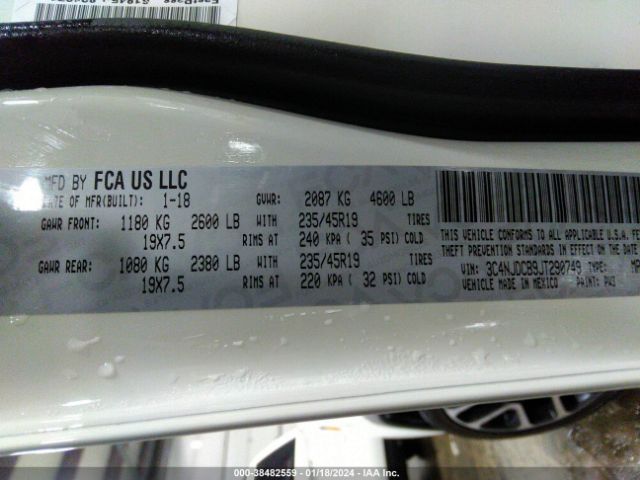 MFD BY FCA US LLC
DATE OF MFR(BUILT): 1-18 GVWR: 2087 KG 4600 LB
GAWR FRONT: 1180 KG 2600 LB WITH 235/45R19 TIRES
19X7.5 RIMS AT 240 KPA ( 35 PSI) COLD
GAWR REAR: 1080 KG 2380 LB WITH 235/45R19 TIRES
19X7.5 RIMS AT 220 KPA ( 32 PSI) COLD
THIS VEHICLE CONFORMS TO ALL APPLICABLE U.S.A. FE
THEFT PREVENTION STANDARDS IN EFFECT ON THE DATE OF
VIN: 3C4NJDCB9JT290749 TYPE: MP
VEHICLE MADE IN MEXICO PAINT: PW3
000-38482559 - 01/18/2024 - IAA Inc.